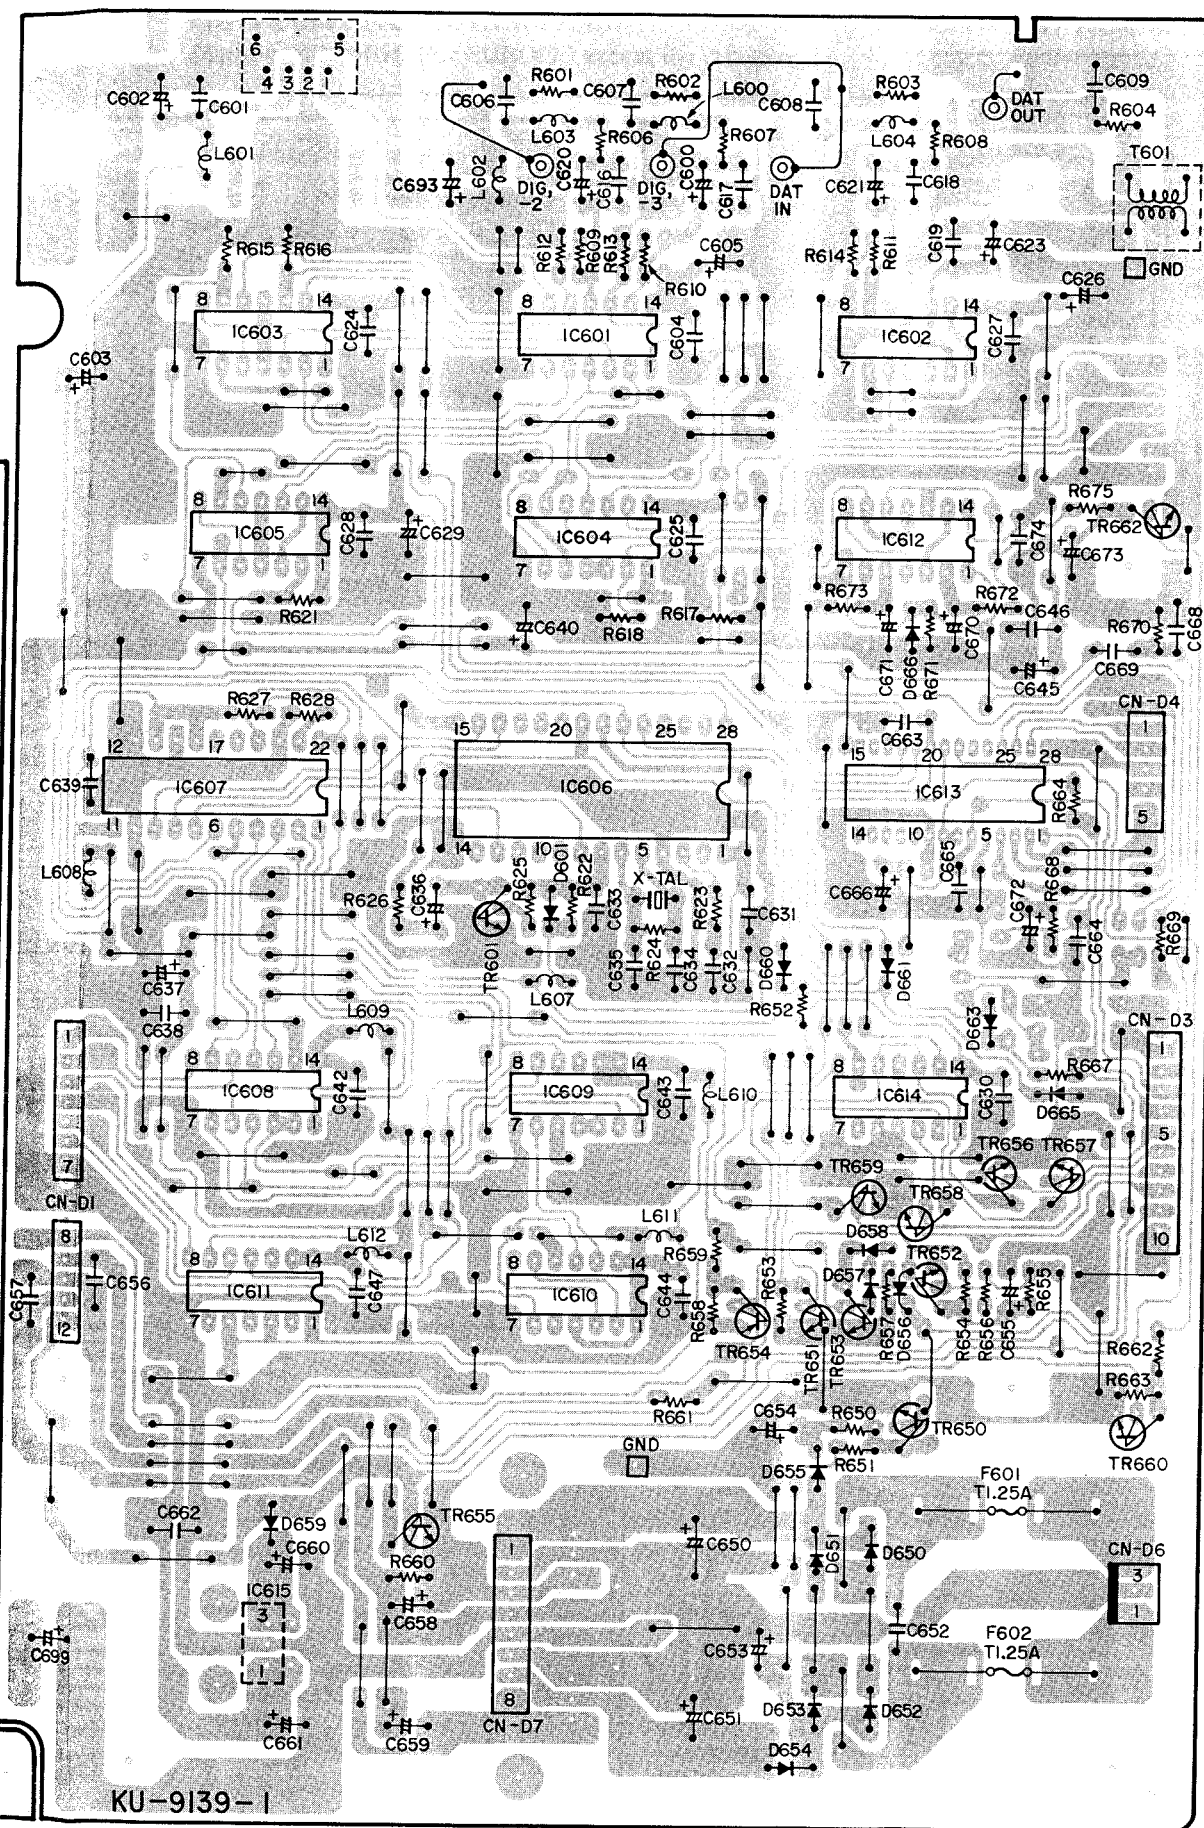 6 5
4 3 2 1
C602 + C601
L601
C606 R601 C607 R602 L600 C608 R603 DAT OUT C609
R604
L603 R606 R607 L604 R608
T601
C693 + L602 DIG, -2 C620 + C616 DIG, -3 C600 + C617 DAT IN C621 + C618
R615 R616 R612 R609 R613 R610 C605 + R614 R611 C619 + C623
GND
C626 +
8 14 IC603 7 1 C624
8 14 IC601 7 1 C604
8 14 IC602 7 1 C627
C603 +
R675
TR662
8 14 IC605 7 1 C628 + C629
8 14 IC604 7 1 C625
8 14 IC612 7 1 C674 + C673
R621 + C640 R618 R617 R673 R672 C646 R670 C668
+ C671 D666 R671 + C670 C645 + C669
R627 R628 C663 CN-D4
12 17 22 IC607 11 6 1 C639
15 20 25 28 IC606 14 10 5 1
15 20 25 28 IC613 14 10 5 1 R664
1 5
L608 R626 C636 + TR601 R625 D601 R622 C633 X-TAL R623 C631 C666 + C665 C672 + R668 C664 R669
C637 + C635 R624 C634 C632 D660 D661
C638 L609 L607 R652 D663 CN-D3
1 5 10
1 7
CN-D1
8 14 IC608 7 1 C642
8 14 IC609 7 1 C643 L610
8 14 IC614 7 1 C630 R667
D665
TR659 TR656 TR657
TR658
8 12
C657 C656
L612 L611 R659 D658 TR652
8 14 IC611 7 1 C647
8 14 IC610 7 1 C644 R658 R653 D657
TR654 TR651 TR653 R657 D656 R654 R656 C655 + R655 R662
R663
R661 C654 + R650 TR650
R651
GND
D655 TR660
F601
T1.25A
C662 D659 TR655
C660 + R660 + C650 D651 D650 CN-D6
3 1
IC615
3 1
C658 +
1 8
C652
C653 +
F602
T1.25A
C699 +
C661 + C659 + CN-D7 + C651 D653 D652
D654
KU-9139-1